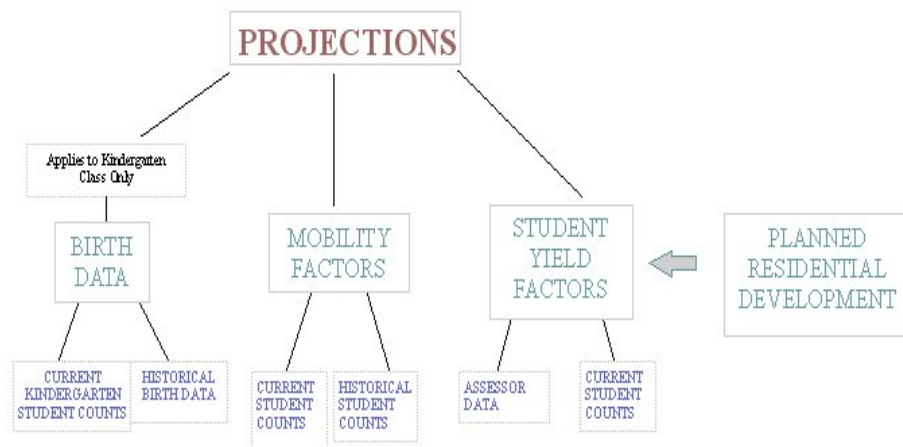 PROJECTIONS
Applies to Kindergarten
Class Only
BIRTH
DATA
MOBILITY
FACTORS
STUDENT
YIELD
FACTORS
PLANNED
RESIDENTIAL
DEVELOPMENT
CURRENT
KINDERGARTEN
STUDENT COUNTS
HISTORICAL
BIRTH DATA
CURRENT
STUDENT
COUNTS
HISTORICAL
STUDENT
COUNTS
ASSESSOR
DATA
CURRENT
STUDENT
COUNTS